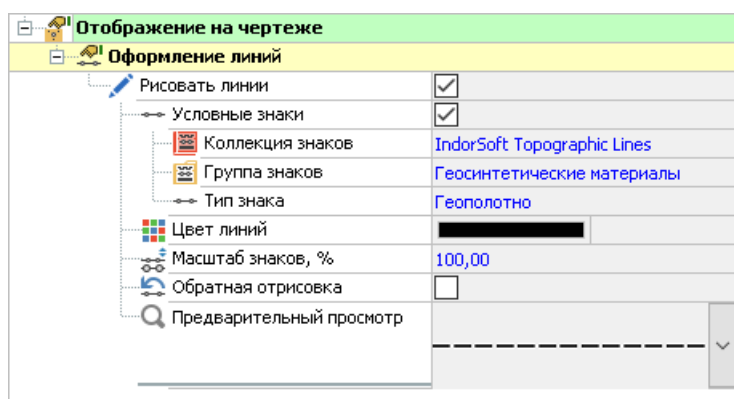 Отображение на чертеже
Оформление линий
Рисовать линии
Условные знаки
Коллекция знаков IndorSoft Topographic Lines
Группа знаков Геосинтетические материалы
Тип знака Геополотно
Цвет линий
Масштаб знаков, % 100,00
Обратная отрисовка
Предварительный просмотр